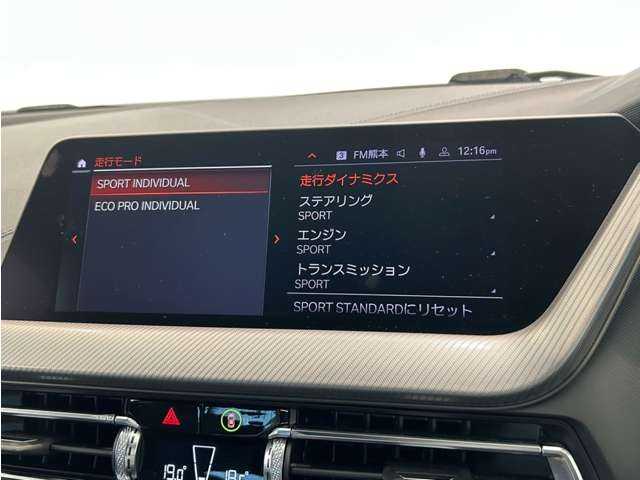 走行モード
3 FM熊本 12:16pm
SPORT INDIVIDUAL
ECO PRO INDIVIDUAL
走行ダイナミクス
ステアリング
SPORT
エンジン
SPORT
トランスミッション
SPORT
SPORT STANDARDにリセット
19.0